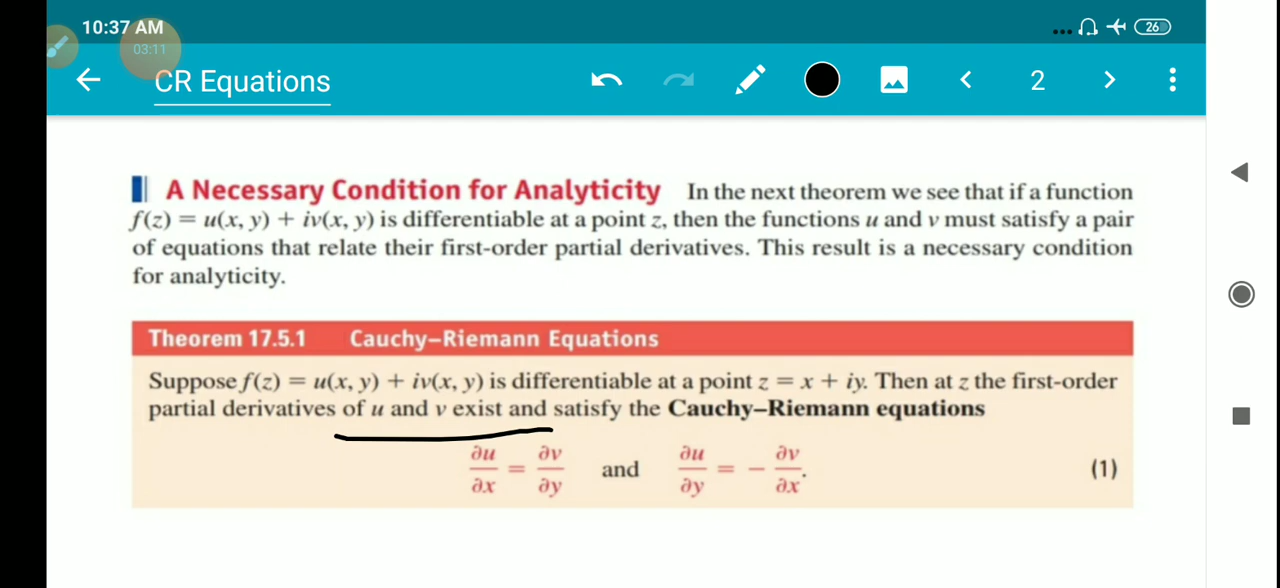 10:37 AM
26
03:11
CR Equations
2
A Necessary Condition for Analyticity In the next theorem we see that if a function
f(z) = u(x, y) + iv(x, y) is differentiable at a point z, then the functions u and v must satisfy a pair
of equations that relate their first-order partial derivatives. This result is a necessary condition
for analyticity.
Theorem 17.5.1 Cauchy–Riemann Equations
Suppose f(z) = u(x, y) + iv(x, y) is differentiable at a point z = x + iy. Then at z the first-order
partial derivatives of u and v exist and satisfy the Cauchy–Riemann equations
∂u/∂x = ∂v/∂y and ∂u/∂y = − ∂v/∂x. (1)